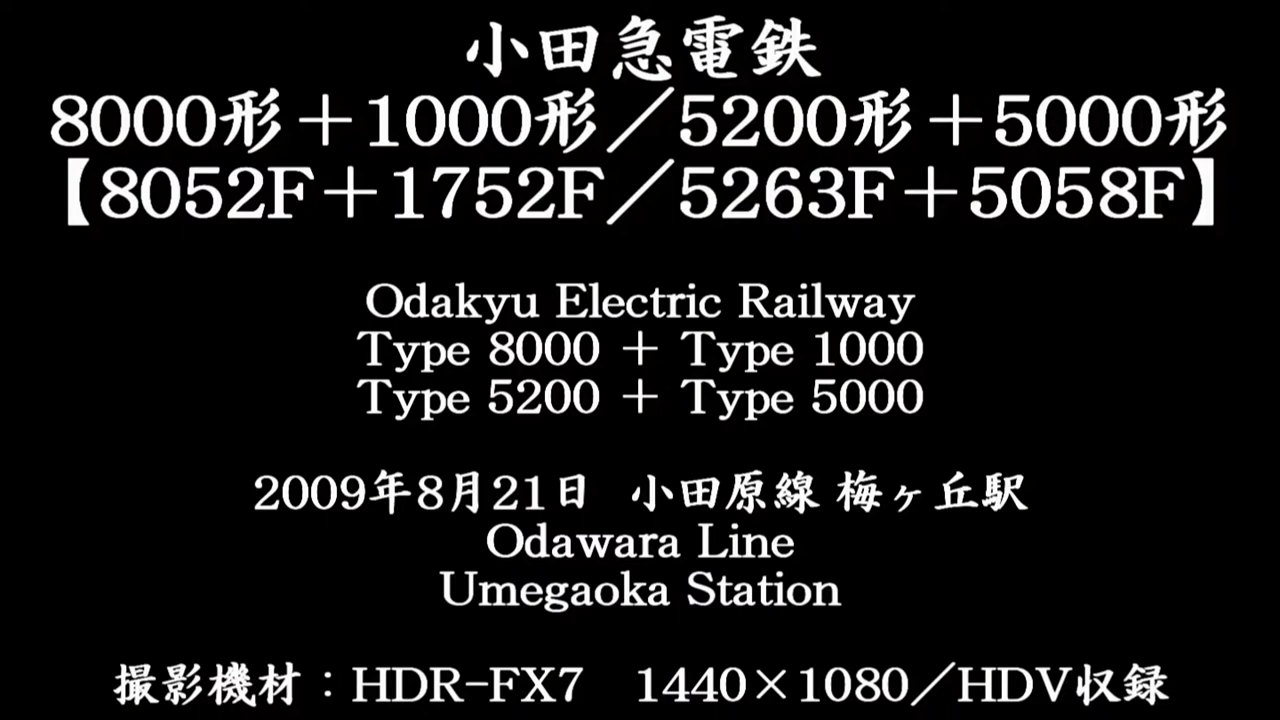 小田急電鉄
8000形＋1000形／5200形＋5000形
【8052F＋1752F／5263F＋5058F】
Odakyu Electric Railway
Type 8000 ＋ Type 1000
Type 5200 ＋ Type 5000
2009年8月21日　小田原線 梅ヶ丘駅
Odawara Line
Umegaoka Station
撮影機材：HDR-FX7　1440×1080／HDV収録